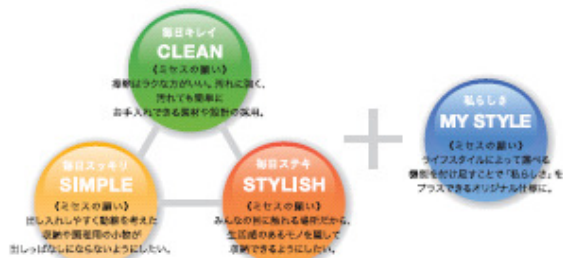 毎日キレイ
CLEAN
《ミセスの願い》
掃除はラクな方がいい。汚れに強く、
汚れても簡単に
お手入れできる素材や設計の採用。
毎日スッキリ
SIMPLE
《ミセスの願い》
出し入れしやすく動線を考えた
収納や調理用の小物が
出しっぱなしにならないようにしたい。
毎日ステキ
STYLISH
《ミセスの願い》
みんなの目に触れる場所だから、
生活感のあるモノを隠して
収納できるようにしたい。
私らしさ
MY STYLE
《ミセスの願い》
ライフスタイルによって選べる
機能を付け足すことで「私らしさ」を
プラスできるオリジナル仕様に。